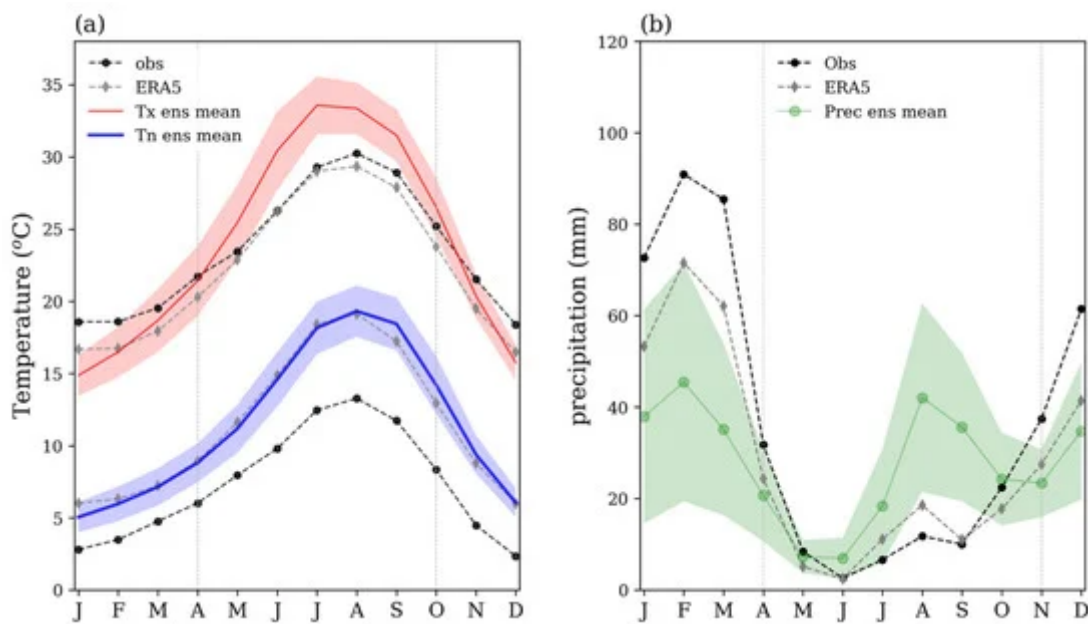 (a)
obs
ERA5
Tx ens mean
Tn ens mean
Temperature (°C)
35
30
25
20
15
10
5
0
J F M A M J J A S O N D
(b)
Obs
ERA5
Prec ens mean
precipitation (mm)
120
100
80
60
40
20
0
J F M A M J J A S O N D